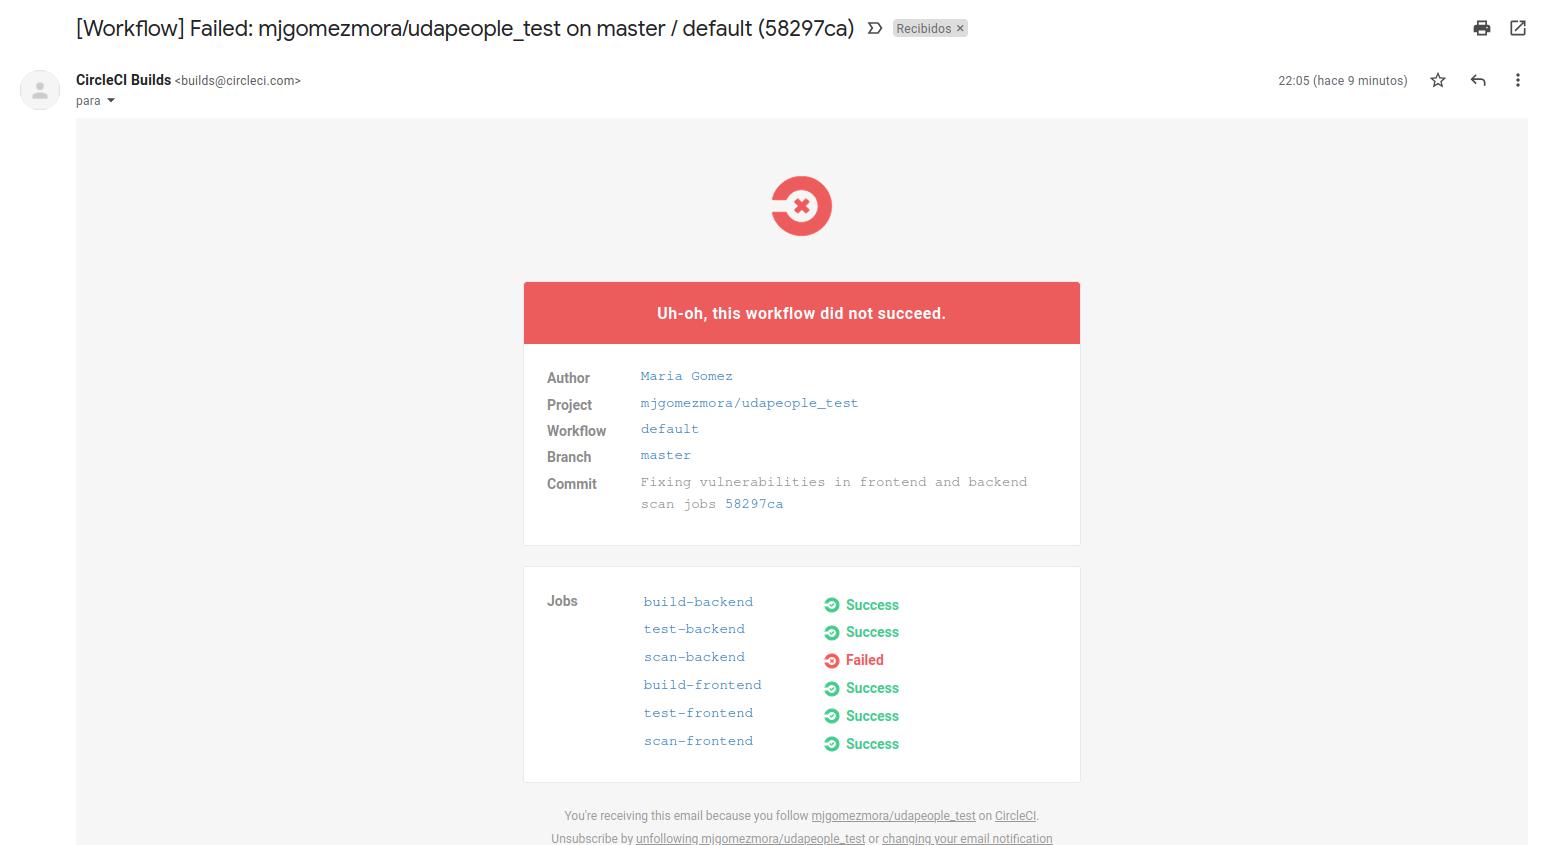 [Workflow] Failed: mjgomezmora/udapeople_test on master / default (58297ca) Recibidos ×
CircleCI Builds <builds@circleci.com> 22:05 (hace 9 minutos)
para
Uh-oh, this workflow did not succeed.
Author Maria Gomez
Project mjgomezmora/udapeople_test
Workflow default
Branch master
Commit Fixing vulnerabilities in frontend and backend
scan jobs 58297ca
Jobs build-backend Success
test-backend Success
scan-backend Failed
build-frontend Success
test-frontend Success
scan-frontend Success
You're receiving this email because you follow mjgomezmora/udapeople_test on CircleCI.
Unsubscribe by unfollowing mjgomezmora/udapeople_test or changing your email notification